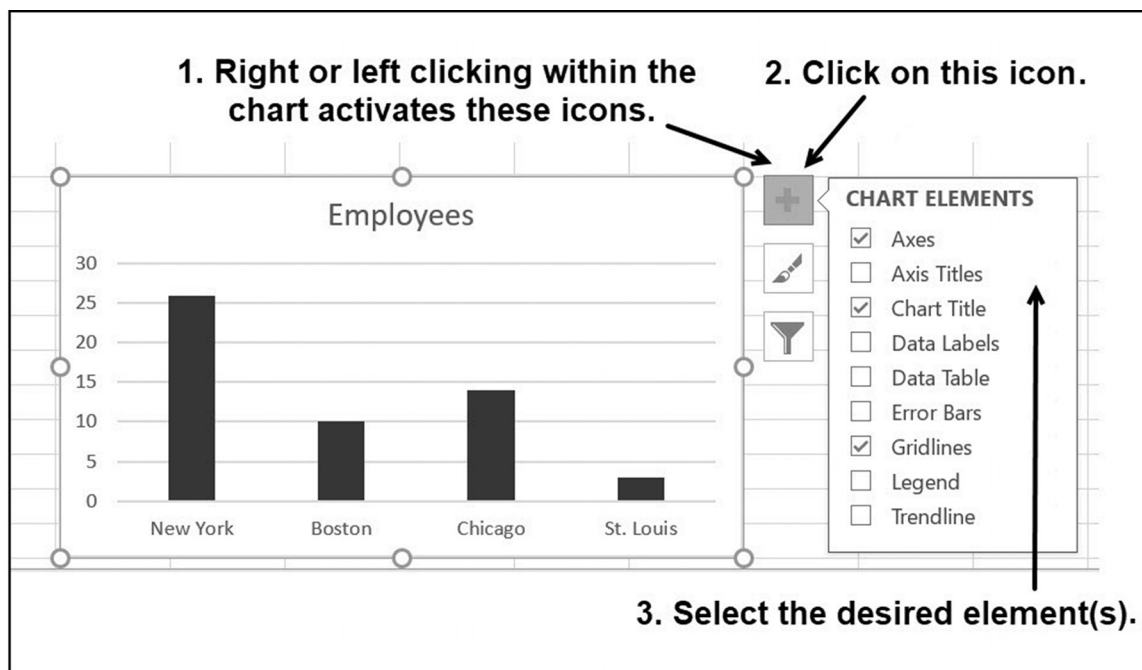 1. Right or left clicking within the
chart activates these icons.
2. Click on this icon.
Employees
30
25
20
15
10
5
0
New York
Boston
Chicago
St. Louis
CHART ELEMENTS
Axes
Axis Titles
Chart Title
Data Labels
Data Table
Error Bars
Gridlines
Legend
Trendline
3. Select the desired element(s).